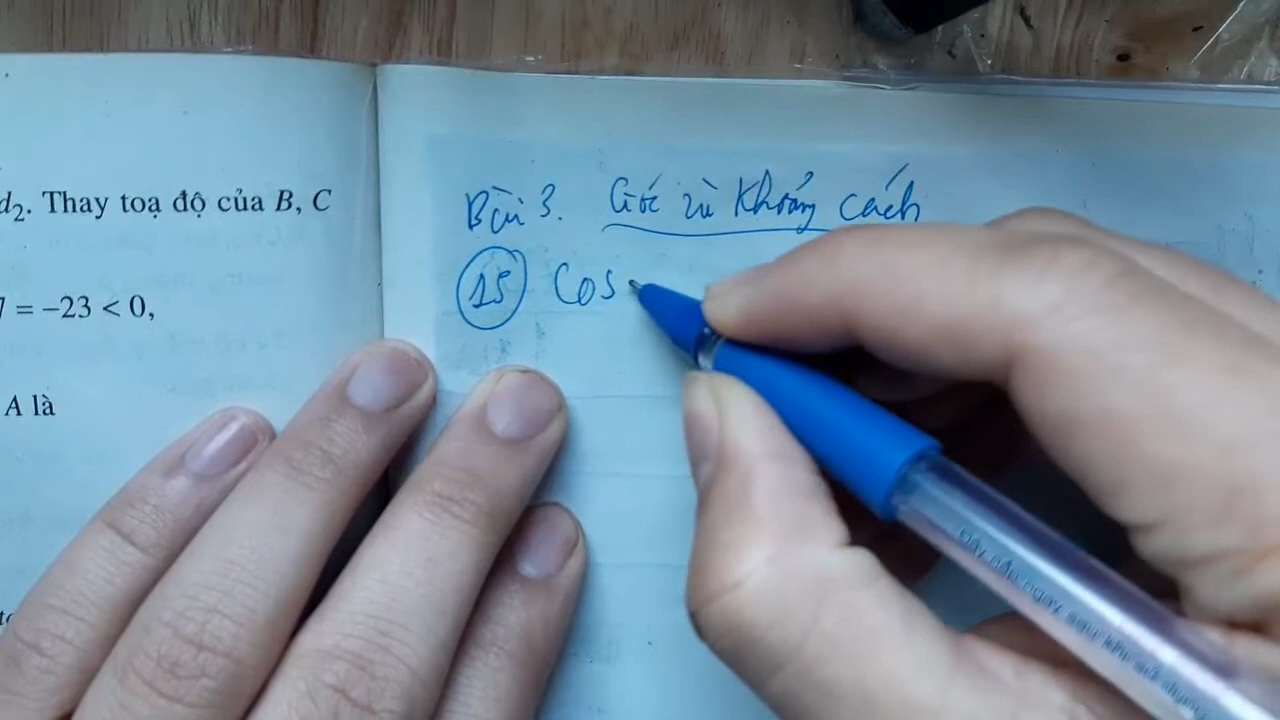 d₂. Thay toạ độ của B, C
= −23 < 0,
A là
Bài 3. Góc và Khoảng cách
15 Cos